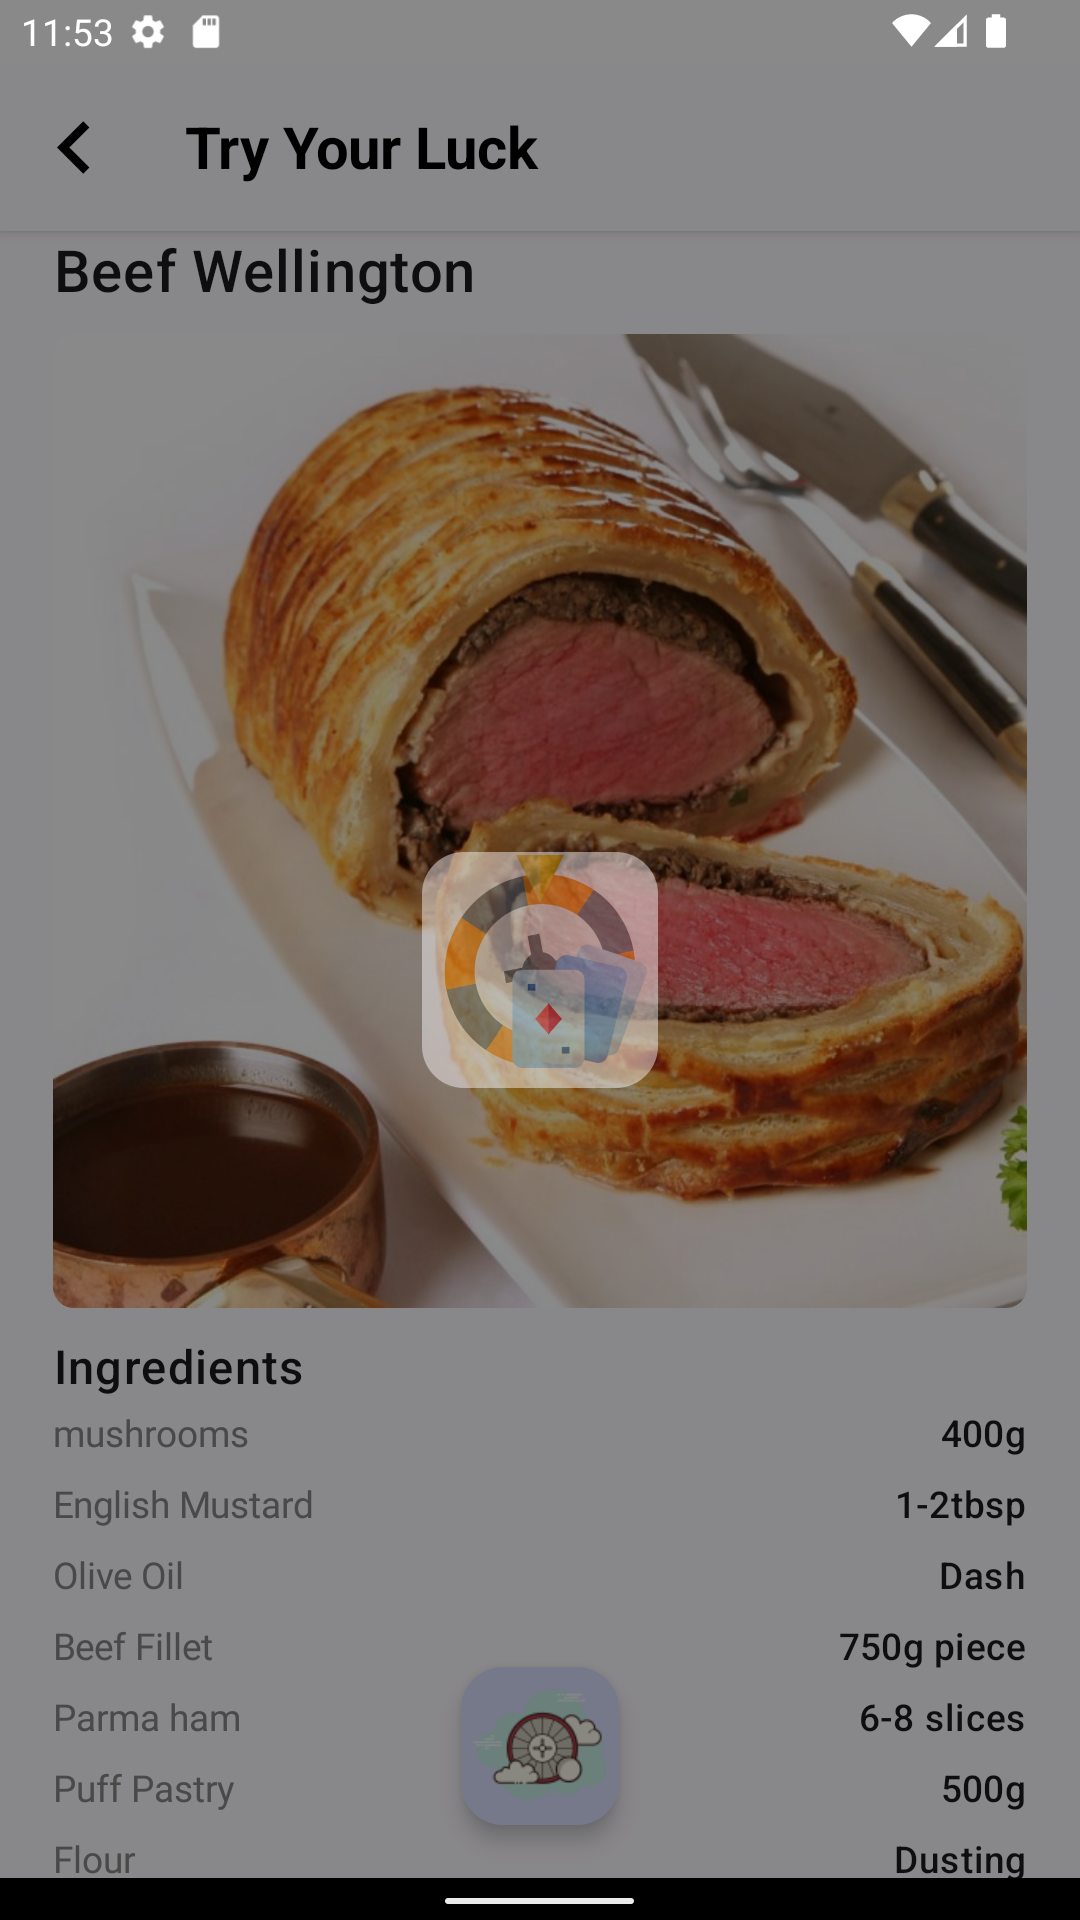 11:53
Try Your Luck
Beef Wellington
Ingredients
mushrooms 400g
English Mustard 1-2tbsp
Olive Oil Dash
Beef Fillet 750g piece
Parma ham 6-8 slices
Puff Pastry 500g
Flour Dusting